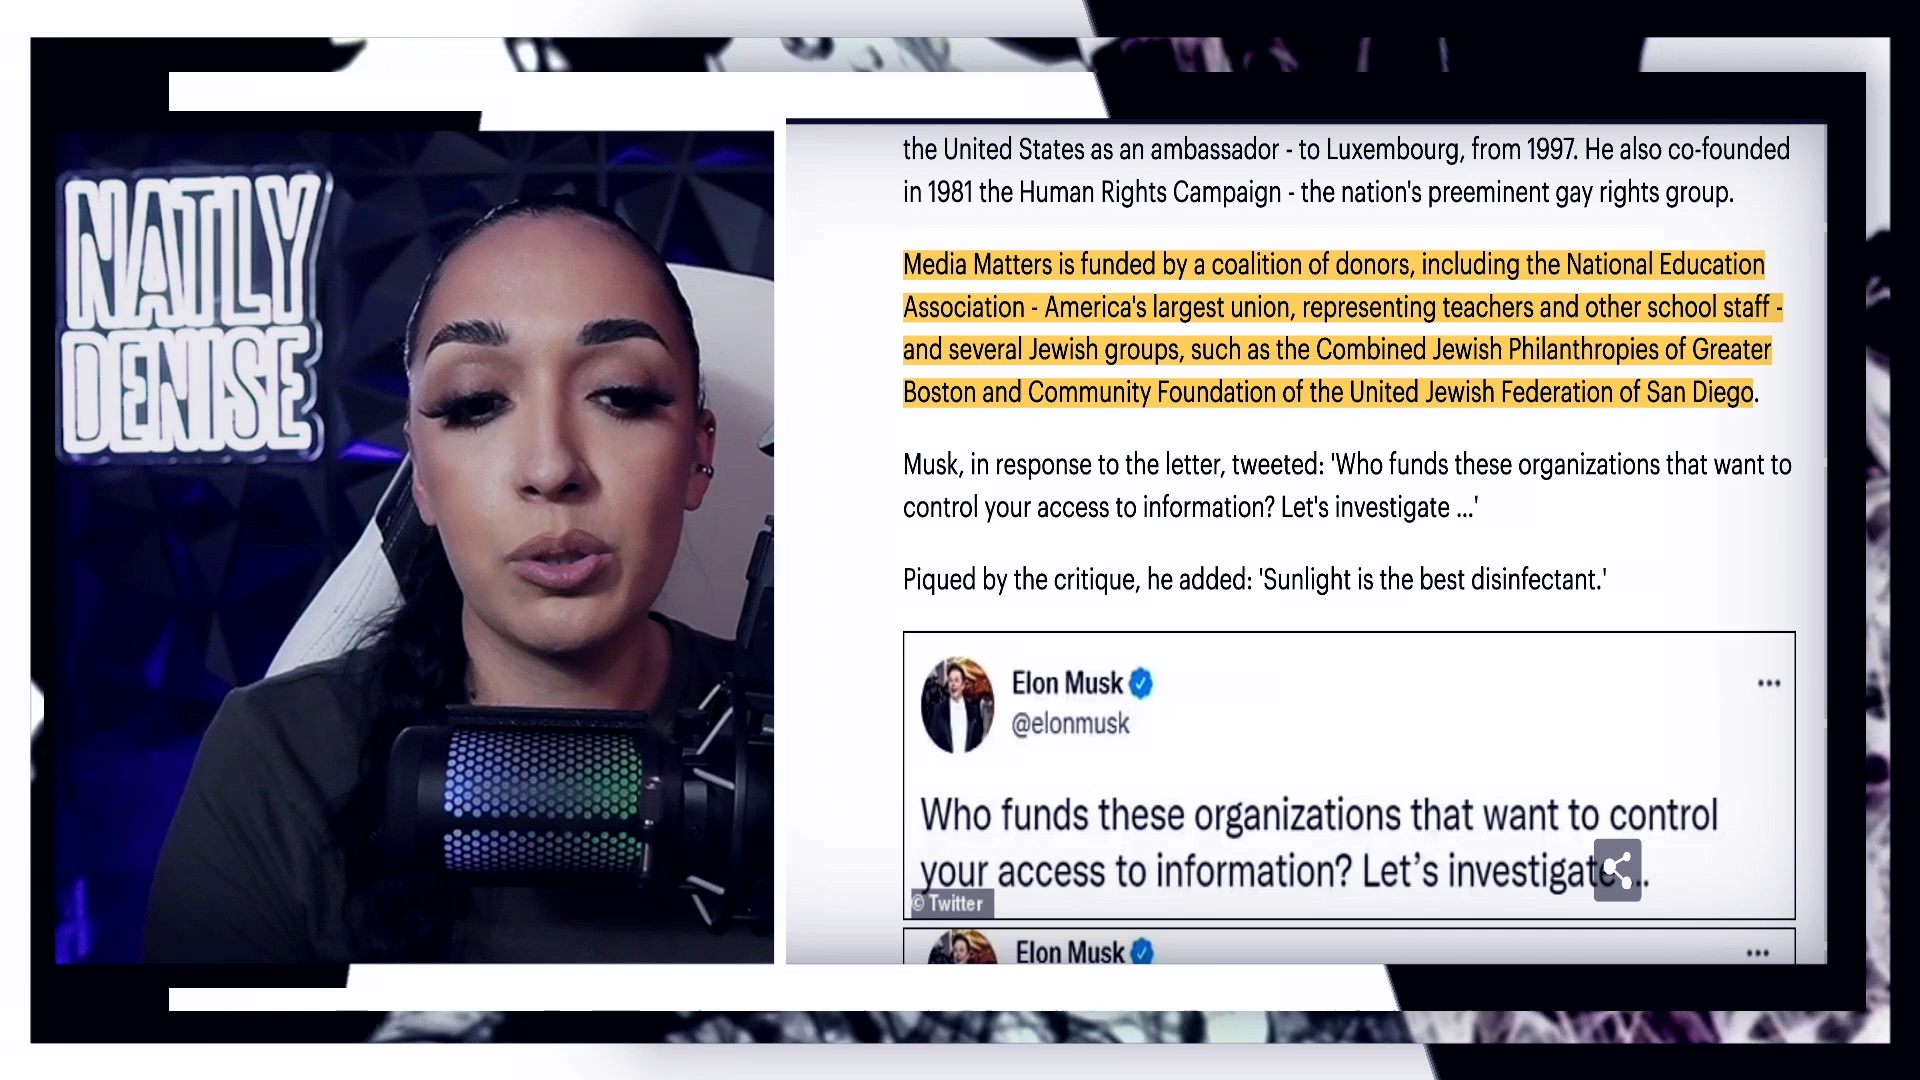 NATLY
DENISE
the United States as an ambassador - to Luxembourg, from 1997. He also co-founded
in 1981 the Human Rights Campaign - the nation's preeminent gay rights group.
Media Matters is funded by a coalition of donors, including the National Education
Association - America's largest union, representing teachers and other school staff -
and several Jewish groups, such as the Combined Jewish Philanthropies of Greater
Boston and Community Foundation of the United Jewish Federation of San Diego.
Musk, in response to the letter, tweeted: 'Who funds these organizations that want to
control your access to information? Let's investigate ...'
Piqued by the critique, he added: 'Sunlight is the best disinfectant.'
Elon Musk
@elonmusk
Who funds these organizations that want to control
your access to information? Let’s investigate ..
© Twitter
Elon Musk